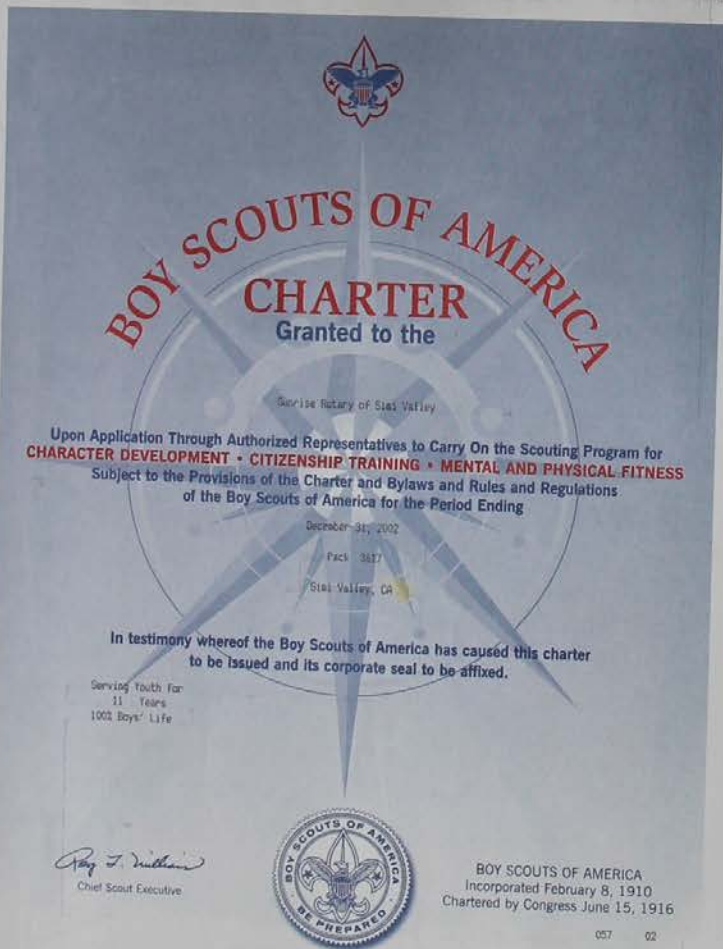 BOY SCOUTS OF AMERICA
CHARTER
Granted to the
Sunrise Rotary of Simi Valley
Upon Application Through Authorized Representatives to Carry On the Scouting Program for
CHARACTER DEVELOPMENT • CITIZENSHIP TRAINING • MENTAL AND PHYSICAL FITNESS
Subject to the Provisions of the Charter and Bylaws and Rules and Regulations
of the Boy Scouts of America for the Period Ending
December 31, 2002
Pack 3617
Simi Valley, CA
In testimony whereof the Boy Scouts of America has caused this charter
to be issued and its corporate seal to be affixed.
Serving Youth For
11 Years
100% Boys' Life
Chief Scout Executive
BOY SCOUTS OF AMERICA
BE PREPARED
BOY SCOUTS OF AMERICA
Incorporated February 8, 1910
Chartered by Congress June 15, 1916
057 02